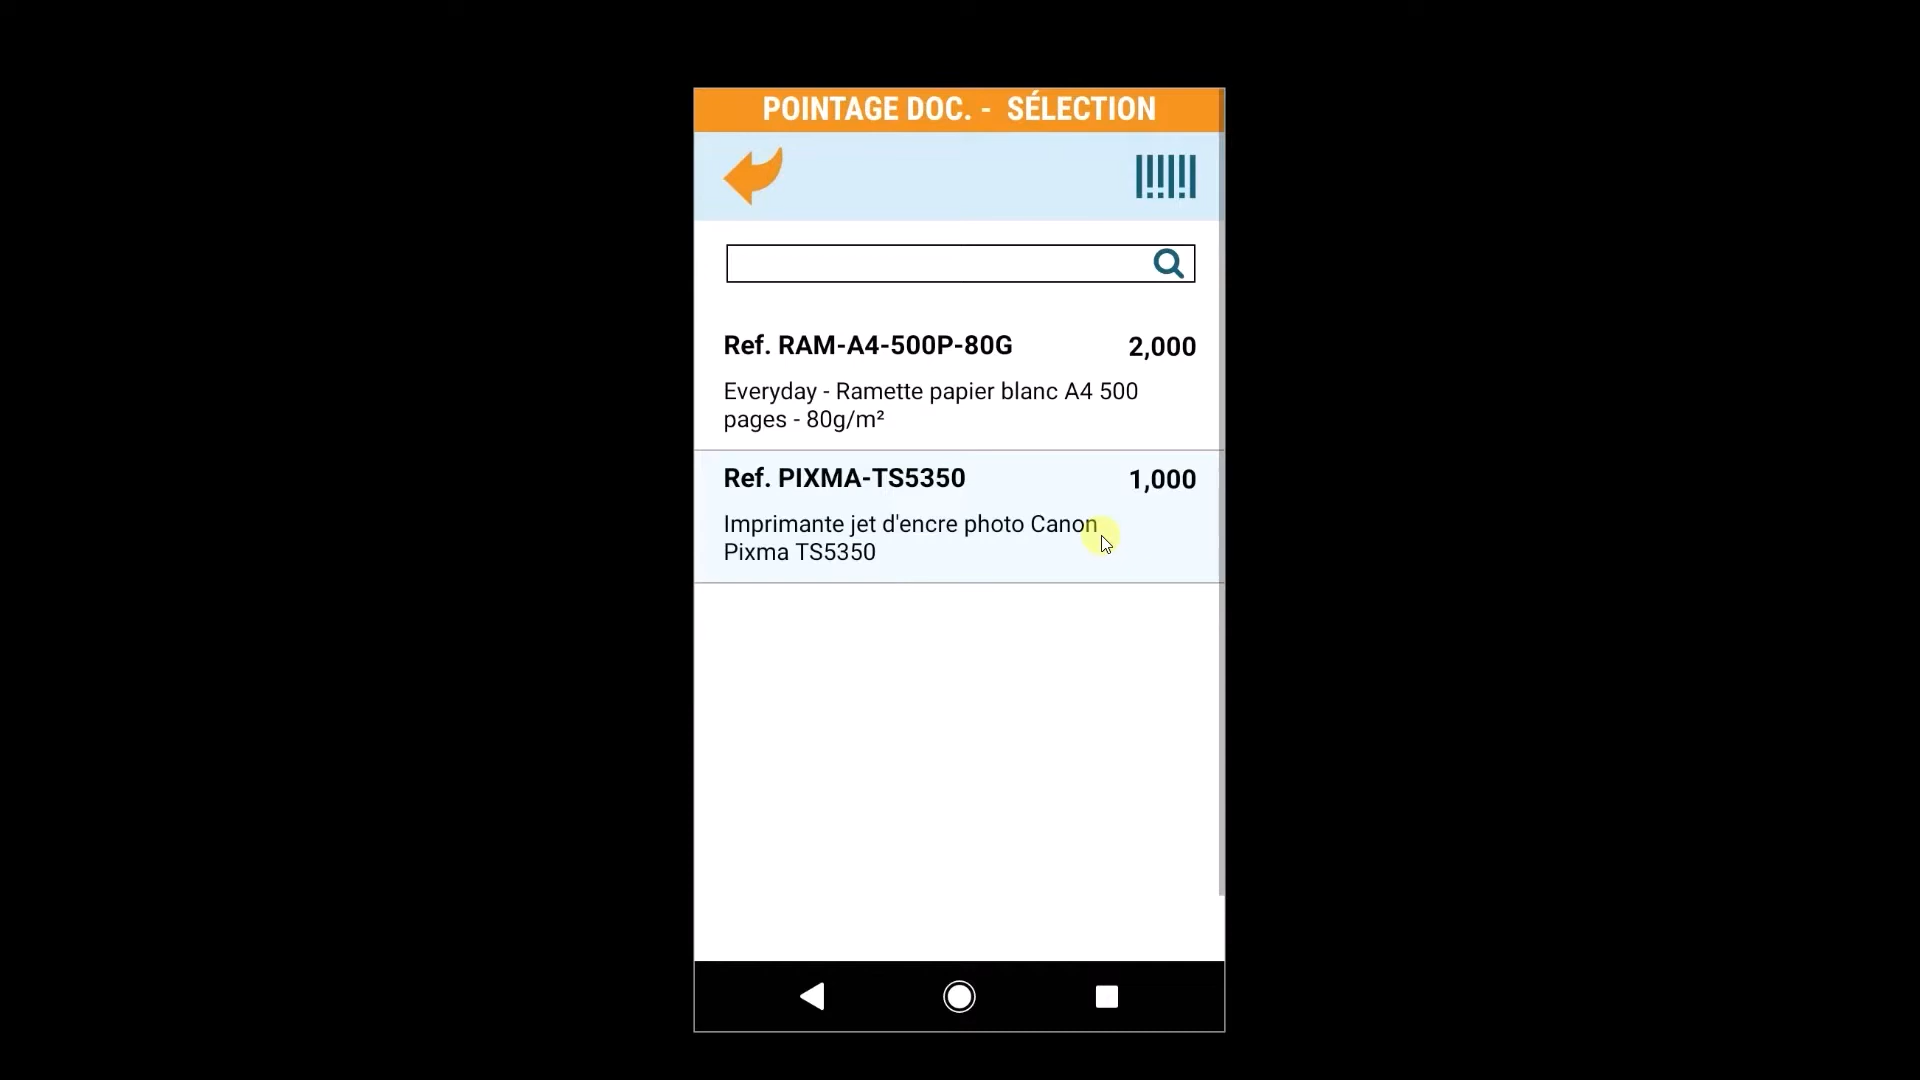 POINTAGE DOC. - SÉLECTION
Ref. RAM-A4-500P-80G 2,000
Everyday - Ramette papier blanc A4 500
pages - 80g/m²
Ref. PIXMA-TS5350 1,000
Imprimante jet d'encre photo Canon
Pixma TS5350